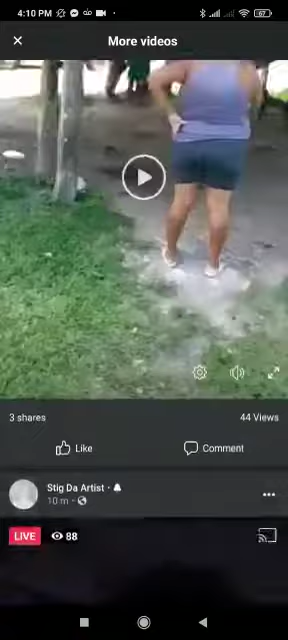 4:10 PM
67
More videos
3 shares
44 Views
Like
Comment
Stig Da Artist ·
10 m ·
LIVE 88